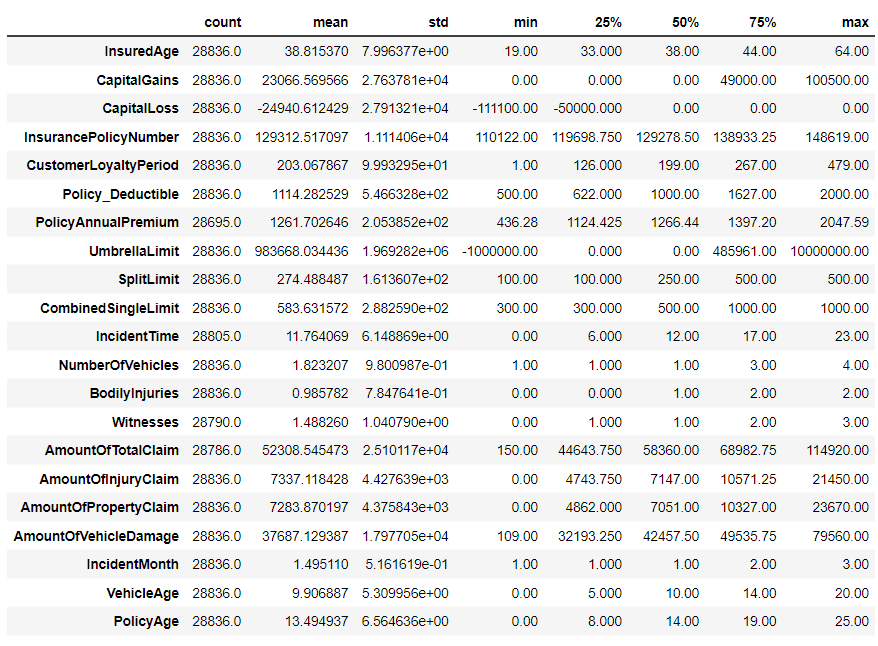 count mean std min 25% 50% 75% max
InsuredAge 28836.0 38.815370 7.996377e+00 19.00 33.000 38.00 44.00 64.00
CapitalGains 28836.0 23066.569566 2.763781e+04 0.00 0.000 0.00 49000.00 100500.00
CapitalLoss 28836.0 -24940.612429 2.791321e+04 -111100.00 -50000.000 0.00 0.00 0.00
InsurancePolicyNumber 28836.0 129312.517097 1.111406e+04 110122.00 119698.750 129278.50 138933.25 148619.00
CustomerLoyaltyPeriod 28836.0 203.067867 9.993295e+01 1.00 126.000 199.00 267.00 479.00
Policy_Deductible 28836.0 1114.282529 5.466328e+02 500.00 622.000 1000.00 1627.00 2000.00
PolicyAnnualPremium 28695.0 1261.702646 2.053852e+02 436.28 1124.425 1266.44 1397.20 2047.59
UmbrellaLimit 28836.0 983668.034436 1.969282e+06 -1000000.00 0.000 0.00 485961.00 10000000.00
SplitLimit 28836.0 274.488487 1.613607e+02 100.00 100.000 250.00 500.00 500.00
CombinedSingleLimit 28836.0 583.631572 2.882590e+02 300.00 300.000 500.00 1000.00 1000.00
IncidentTime 28805.0 11.764069 6.148869e+00 0.00 6.000 12.00 17.00 23.00
NumberOfVehicles 28836.0 1.823207 9.800987e-01 1.00 1.000 1.00 3.00 4.00
BodilyInjuries 28836.0 0.985782 7.847641e-01 0.00 0.000 1.00 2.00 2.00
Witnesses 28790.0 1.488260 1.040790e+00 0.00 1.000 1.00 2.00 3.00
AmountOfTotalClaim 28786.0 52308.545473 2.510117e+04 150.00 44643.750 58360.00 68982.75 114920.00
AmountOfInjuryClaim 28836.0 7337.118428 4.427639e+03 0.00 4743.750 7147.00 10571.25 21450.00
AmountOfPropertyClaim 28836.0 7283.870197 4.375843e+03 0.00 4862.000 7051.00 10327.00 23670.00
AmountOfVehicleDamage 28836.0 37687.129387 1.797705e+04 109.00 32193.250 42457.50 49535.75 79560.00
IncidentMonth 28836.0 1.495110 5.161619e-01 1.00 1.000 1.00 2.00 3.00
VehicleAge 28836.0 9.906887 5.309956e+00 0.00 5.000 10.00 14.00 20.00
PolicyAge 28836.0 13.494937 6.564636e+00 0.00 8.000 14.00 19.00 25.00